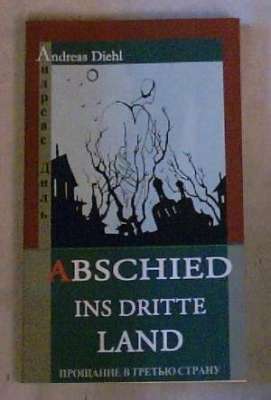 Andreas Diehl
Андреас Диль
ABSCHIED
INS DRITTE
LAND
ПРОЩАНИЕ В ТРЕТЬЮ СТРАНУ